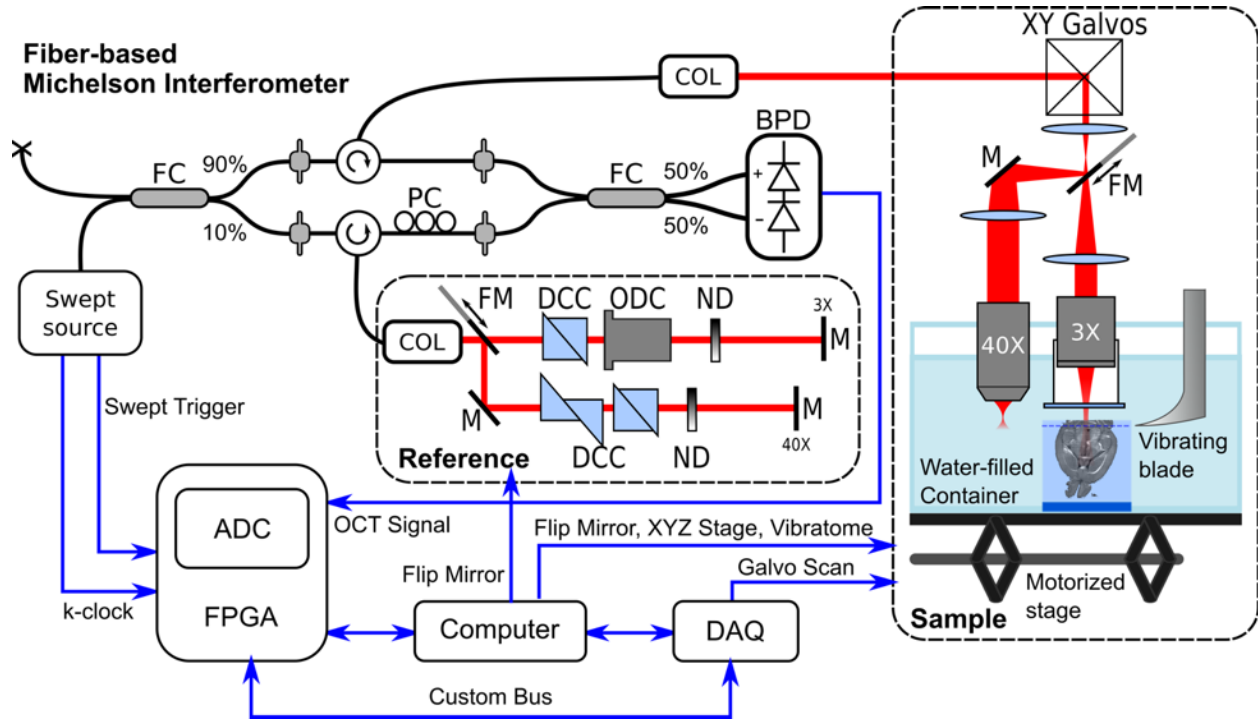 Fiber-based
Michelson Interferometer
XY Galvos
COL
BPD
FC
90%
10%
PC
FC
50%
50%
+
−
M
FM
Swept
source
FM
DCC
ODC
ND
3X
M
COL
M
DCC
ND
M
40X
Reference
40X
3X
Swept Trigger
k-clock
ADC
FPGA
OCT Signal
Flip Mirror
Flip Mirror, XYZ Stage, Vibratome
Galvo Scan
Computer
DAQ
Custom Bus
Water-filled
Container
Vibrating
blade
Motorized
stage
Sample